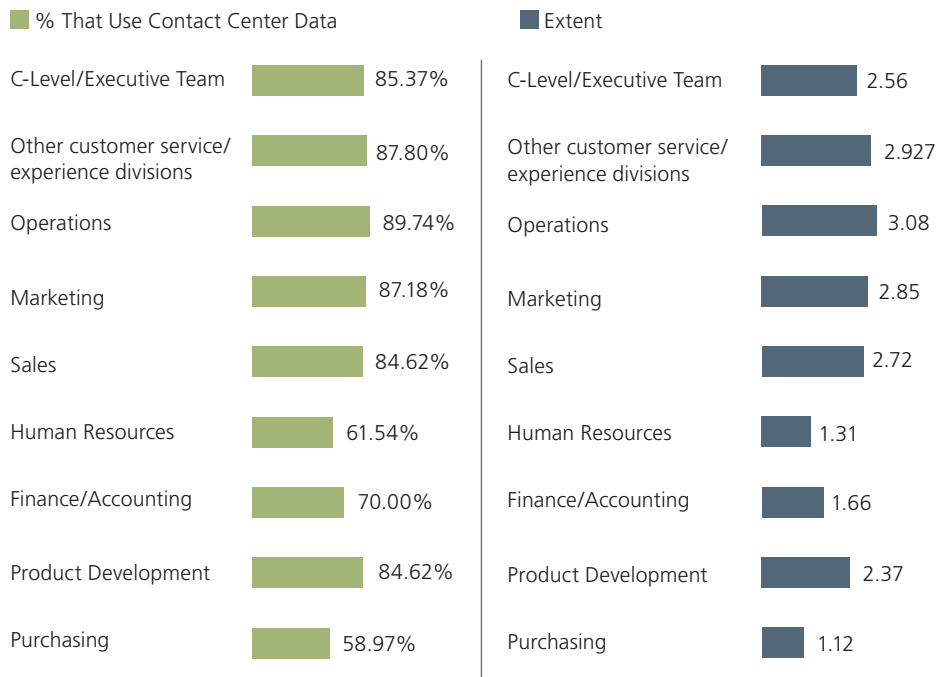 % That Use Contact Center Data
C-Level/Executive Team 85.37%
Other customer service/
experience divisions 87.80%
Operations 89.74%
Marketing 87.18%
Sales 84.62%
Human Resources 61.54%
Finance/Accounting 70.00%
Product Development 84.62%
Purchasing 58.97%
Extent
C-Level/Executive Team 2.56
Other customer service/
experience divisions 2.927
Operations 3.08
Marketing 2.85
Sales 2.72
Human Resources 1.31
Finance/Accounting 1.66
Product Development 2.37
Purchasing 1.12